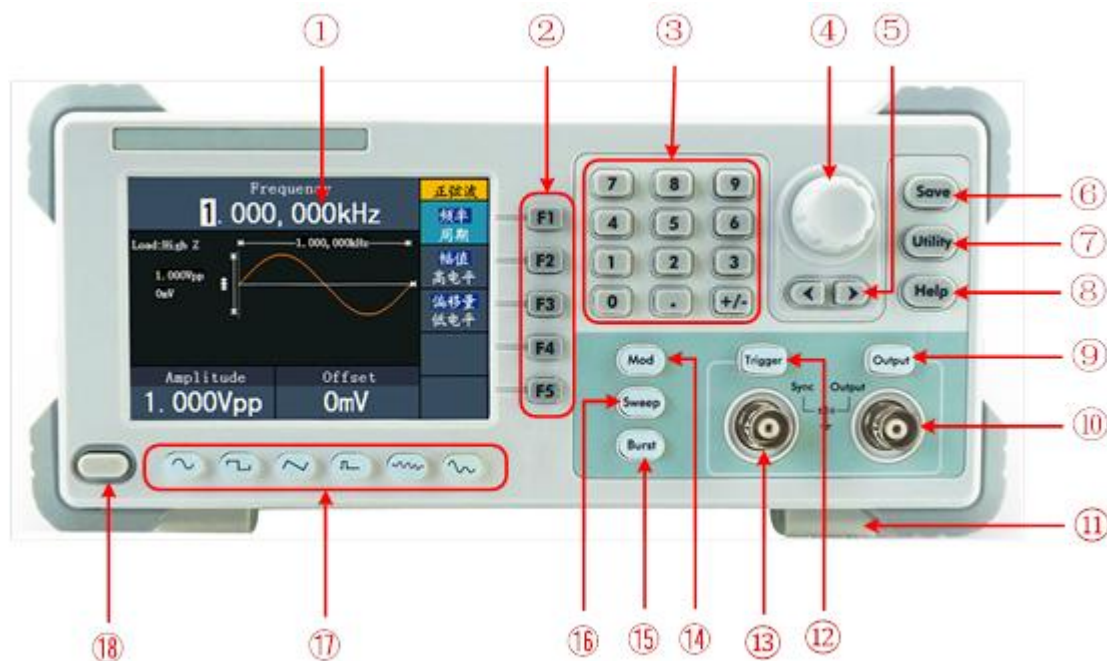 ① ② ③ ④ ⑤
Frequency
1.000,000kHz
Load:High Z
1.000,000kHz
1.000Vpp
0mV
Amplitude
1.000Vpp
Offset
0mV
正弦波
频率
周期
幅值
高电平
偏移量
低电平
F1
F2
F3
F4
F5
7 8 9
4 5 6
1 2 3
0 . +/-
Save
⑥
Utility
⑦
Help
⑧
Mod
Sweep
Burst
Trigger
Output
⑨
Sync Output
⑩
⑪
⑱ ⑰ ⑯ ⑮ ⑭ ⑬ ⑫